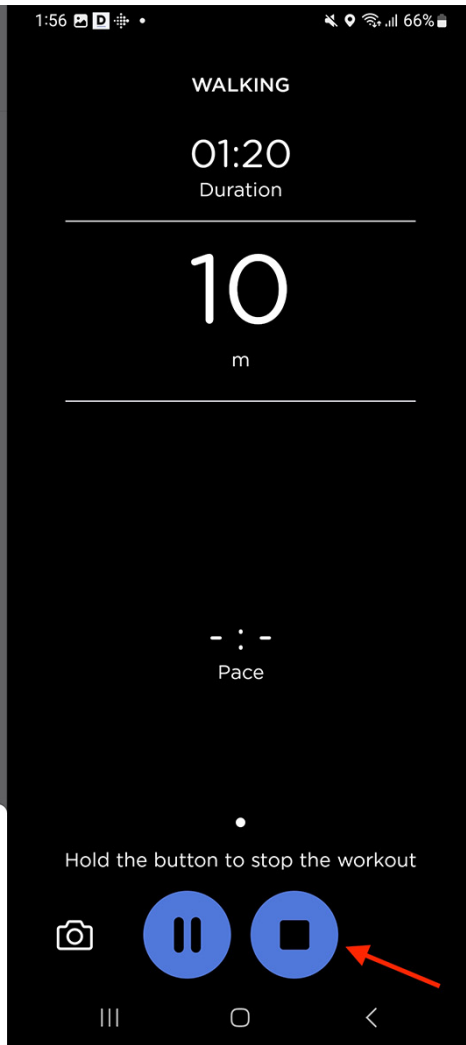 1:56 D 66%
WALKING
01:20
Duration
10
m
- : -
Pace
Hold the button to stop the workout